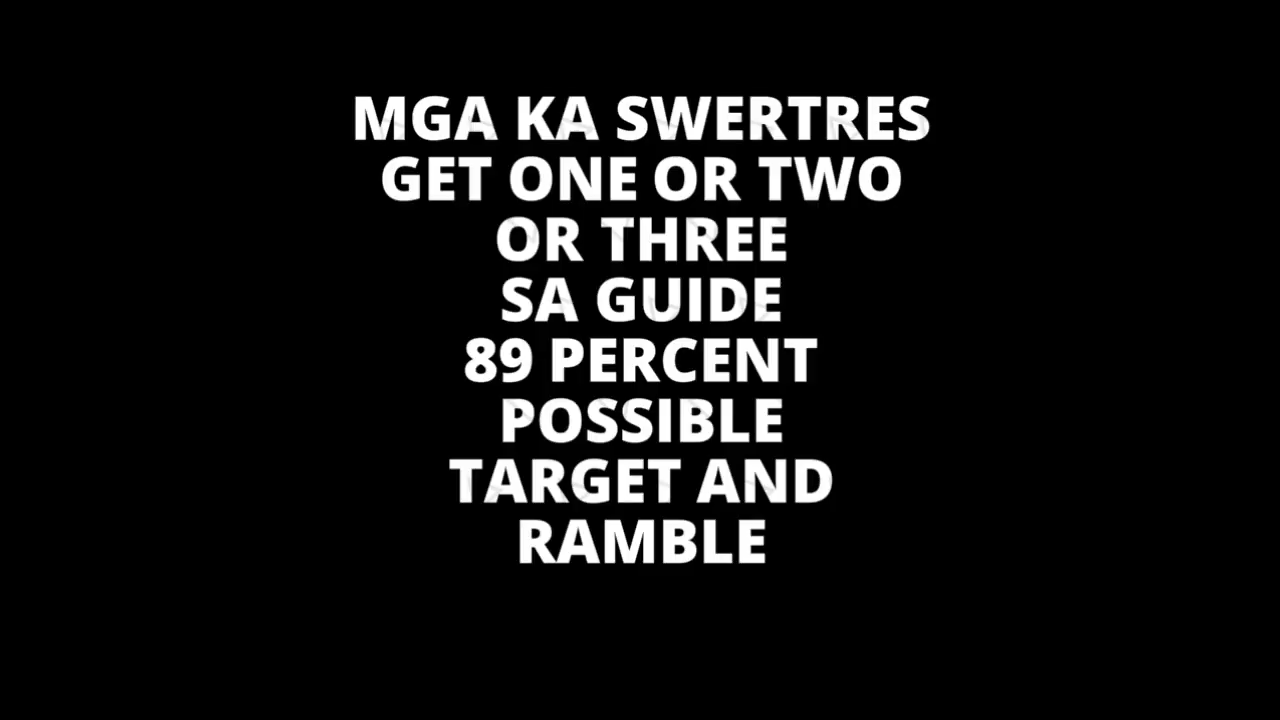 MGA KA SWERTRES
GET ONE OR TWO
OR THREE
SA GUIDE
89 PERCENT
POSSIBLE
TARGET AND
RAMBLE